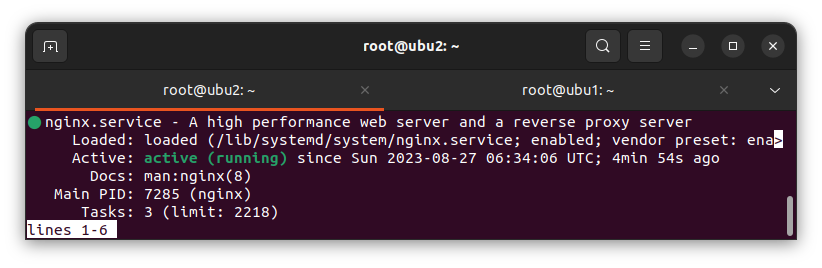 root@ubu2: ~
root@ubu2: ~
root@ubu1: ~
nginx.service - A high performance web server and a reverse proxy server
Loaded: loaded (/lib/systemd/system/nginx.service; enabled; vendor preset: ena>
Active: active (running) since Sun 2023-08-27 06:34:06 UTC; 4min 54s ago
Docs: man:nginx(8)
Main PID: 7285 (nginx)
Tasks: 3 (limit: 2218)
lines 1-6